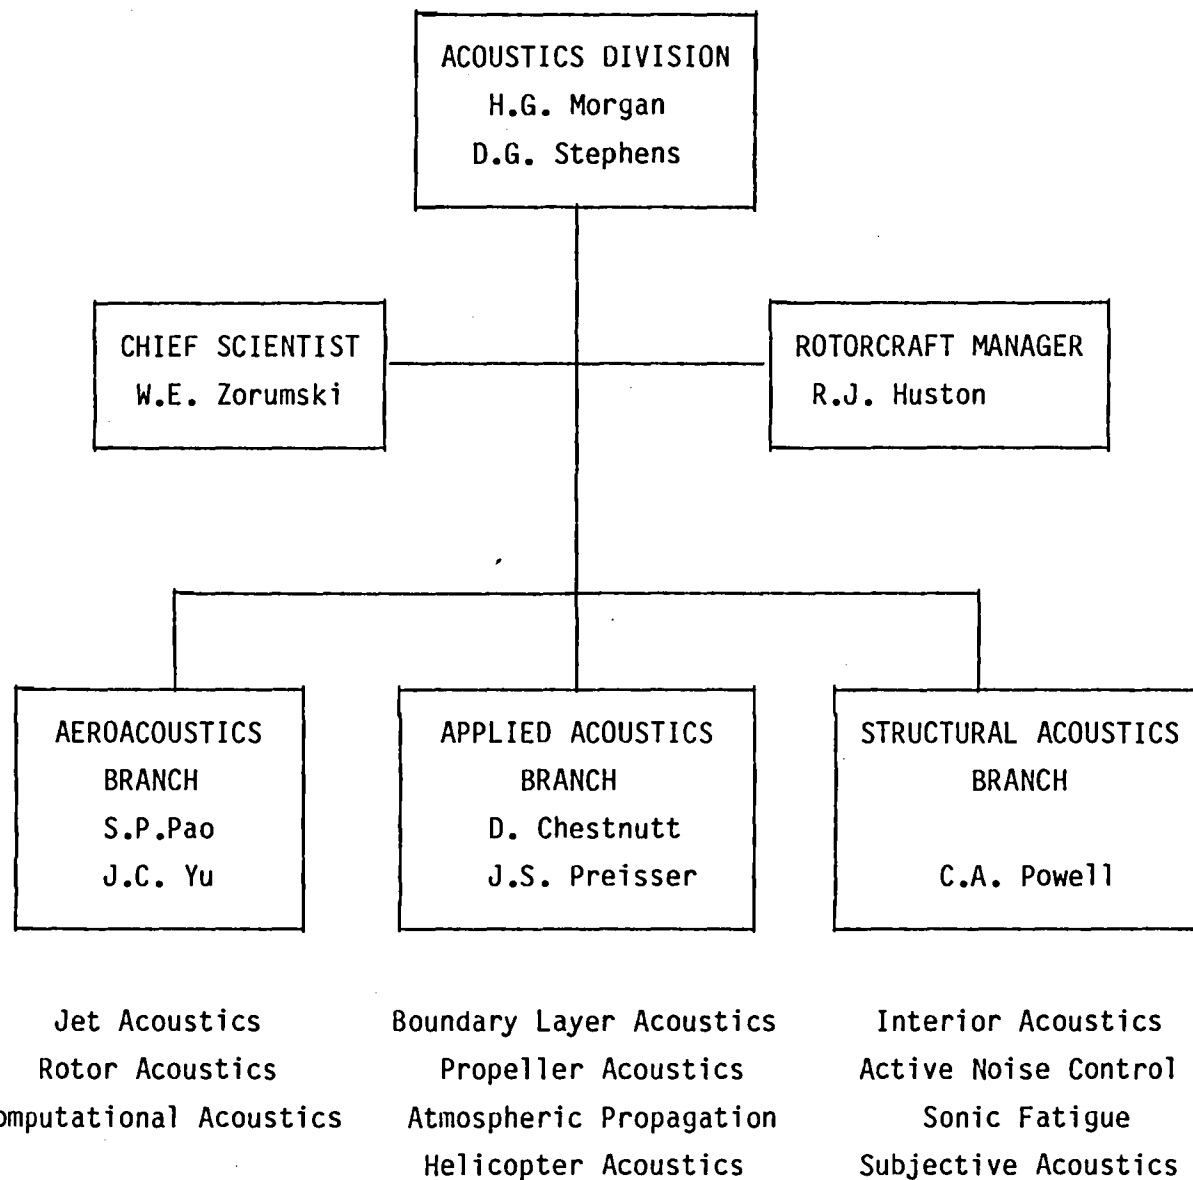 ACOUSTICS DIVISION
H.G. Morgan
D.G. Stephens
CHIEF SCIENTIST
W.E. Zorumski
ROTORCRAFT MANAGER
R.J. Huston
AEROACOUSTICS
BRANCH
S.P.Pao
J.C. Yu
APPLIED ACOUSTICS
BRANCH
D. Chestnutt
J.S. Preisser
STRUCTURAL ACOUSTICS
BRANCH
C.A. Powell
Jet Acoustics
Rotor Acoustics
omputational Acoustics
Boundary Layer Acoustics
Propeller Acoustics
Atmospheric Propagation
Helicopter Acoustics
Interior Acoustics
Active Noise Control
Sonic Fatigue
Subjective Acoustics